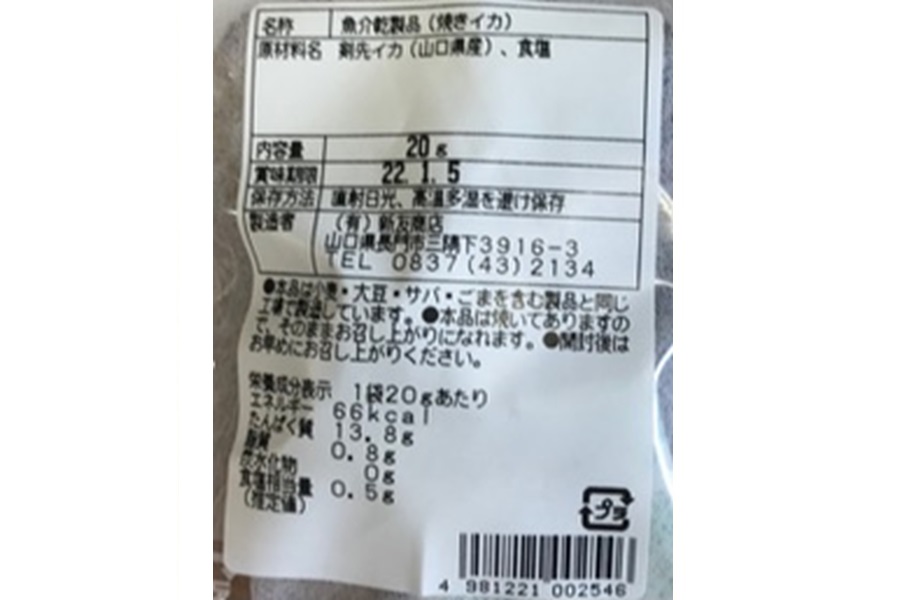 名称 魚介乾製品（焼きイカ）
原材料名 剣先イカ（山口県産）、食塩
内容量 20g
賞味期限 22.1.5
保存方法 直射日光、高温多湿を避け保存
製造者 （有）新友商店
山口県長門市三隅下3916-3
TEL 0837(43)2134
●本品は小麦・大豆・サバ・ごまを含む製品と同じ
工場で製造しています。●本品は焼いてありますの
で、そのままお召し上がりになれます。●開封後は
お早めにお召し上がりください。
栄養成分表示 1袋20gあたり
エネルギー 66kcal
たんぱく質 13.8g
脂質 0.8g
炭水化物 0g
食塩相当量 0.5g
（推定値）
プラ
4 981221 002546